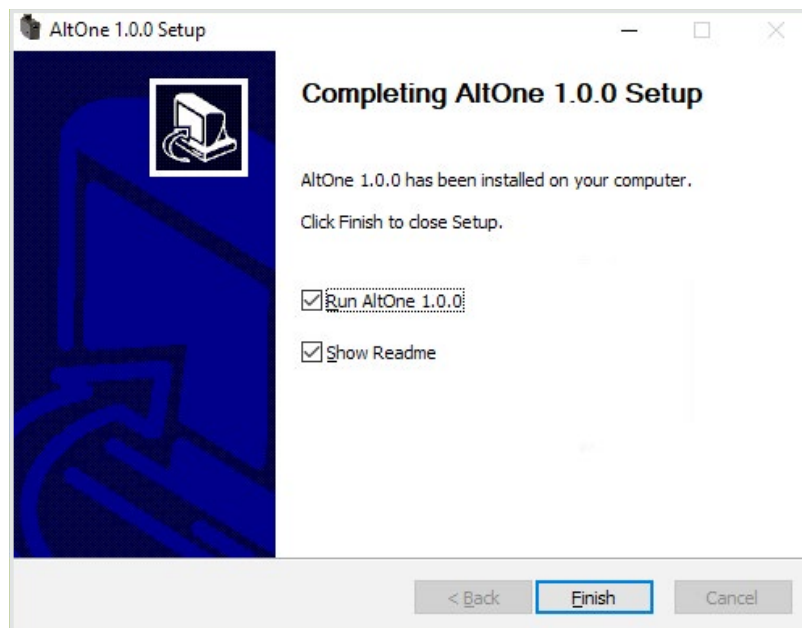 AltOne 1.0.0 Setup
Completing AltOne 1.0.0 Setup
AltOne 1.0.0 has been installed on your computer.
Click Finish to close Setup.
Run AltOne 1.0.0
Show Readme
< Back Finish Cancel